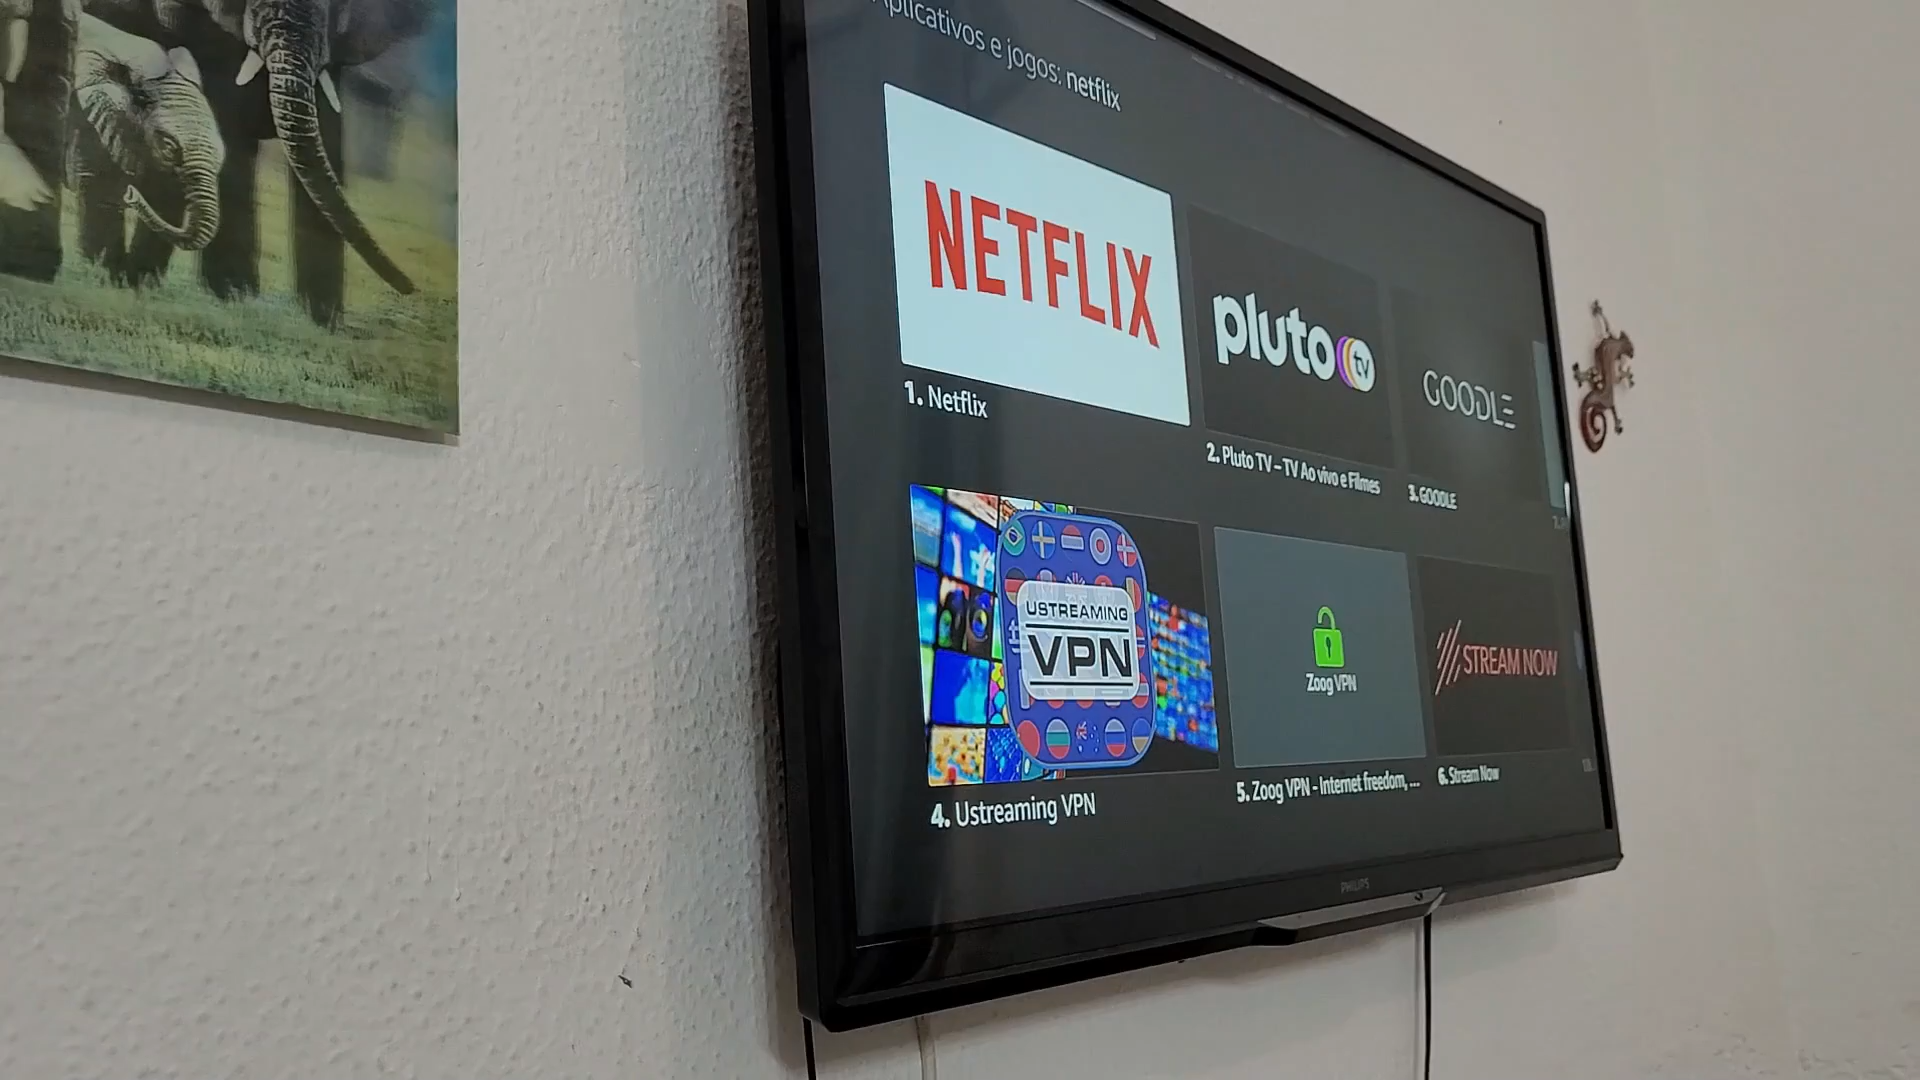 Aplicativos e jogos: netflix
NETFLIX
1. Netflix
pluto tv
2. Pluto TV – TV Ao vivo e Filmes
GOODLE
3. GOODLE
USTREAMING
VPN
4. Ustreaming VPN
Zoog VPN
5. Zoog VPN - Internet freedom, ...
STREAM NOW
6. Stream Now
PHILIPS